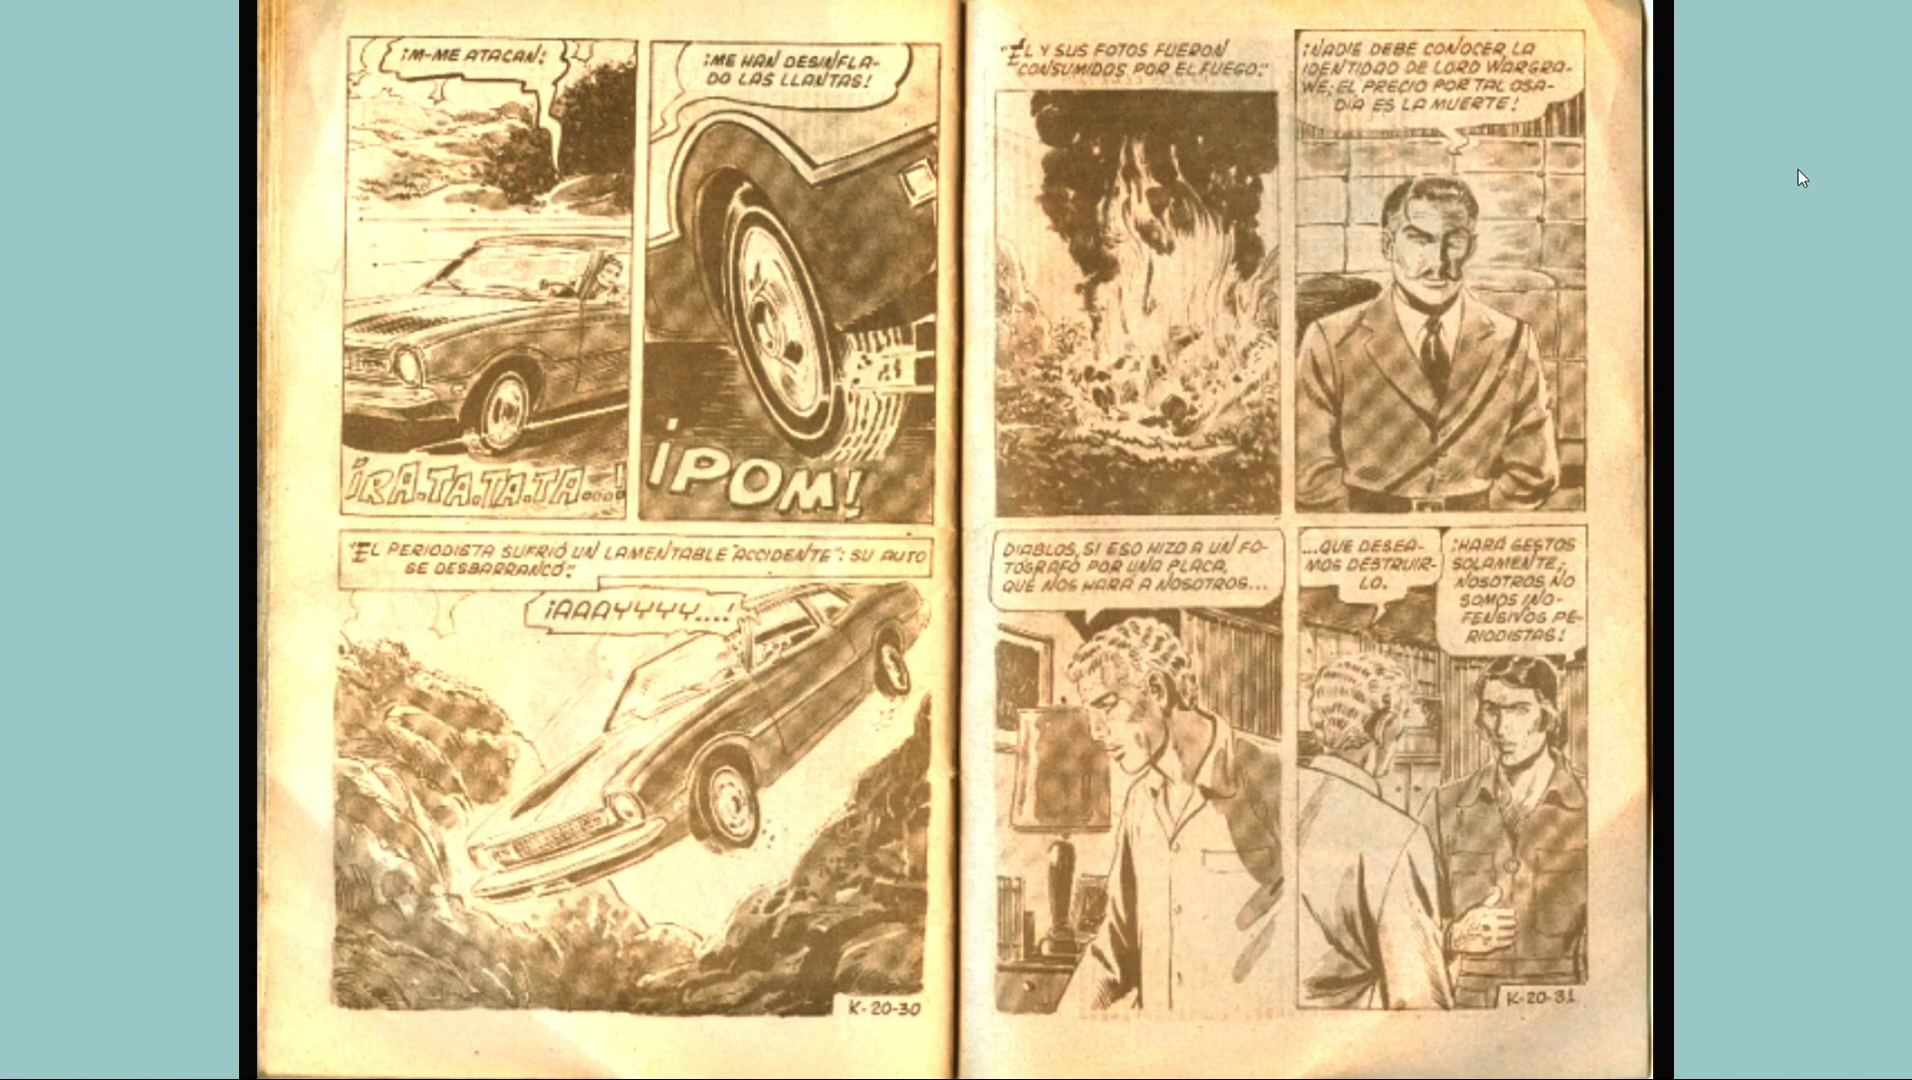 ¡M-ME ATACAN!
¡ME HAN DESINFLA-
DO LAS LLANTAS!
¡RA.TA.TA.TA...!
¡POM!
"EL PERIODISTA SUFRIÓ UN LAMENTABLE "ACCIDENTE": SU AUTO
SE DESBARRANCÓ".
¡AAAYYYY....!
K-20-30
"ÉL Y SUS FOTOS FUERON
CONSUMIDOS POR EL FUEGO."
¡NADIE DEBE CONOCER LA
IDENTIDAD DE LORD WARGRA-
WE; EL PRECIO POR TAL OSA-
DÍA ES LA MUERTE!
DIABLOS, SI ESO HIZO A UN FO-
TÓGRAFO POR UNA PLACA,
QUÉ NOS HARÁ A NOSOTROS...
...QUE DESEA-
MOS DESTRUIR-
LO.
¡HARÁ GESTOS
SOLAMENTE,
NOSOTROS NO
SOMOS INO-
FENSIVOS PE-
RIODISTAS!
K-20-31